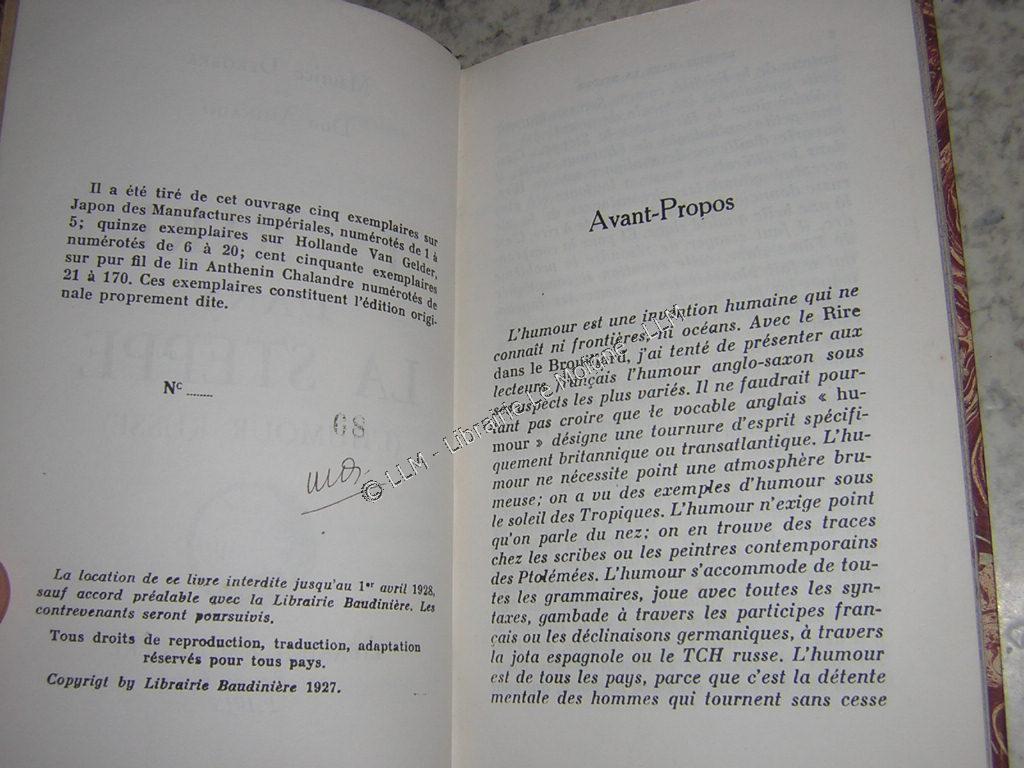 Il a été tiré de cet ouvrage cinq exemplaires sur
Japon des Manufactures impériales, numérotés de 1 à
5; quinze exemplaires sur Hollande Van Gelder,
numérotés de 6 à 20; cent cinquante exemplaires
sur pur fil de lin Anthenin Chalandre numérotés de
21 à 170. Ces exemplaires constituent l'édition origi-
nale proprement dite.
Nº ........
68
La location de ce livre interdite jusqu'au 1er avril 1928,
sauf accord préalable avec la Librairie Baudinière. Les
contrevenants seront poursuivis.
Tous droits de reproduction, traduction, adaptation
réservés pour tous pays.
Copyrigt by Librairie Baudinière 1927.
Avant-Propos
L'humour est une invention humaine qui ne
connaît ni frontières, ni océans. Avec le Rire
dans le Brouillard, j'ai tenté de présenter aux
lecteurs français l'humour anglo-saxon sous
ses aspects les plus variés. Il ne faudrait pour-
tant pas croire que le vocable anglais « hu-
mour » désigne une tournure d'esprit spécifi-
quement britannique ou transatlantique. L'hu-
mour ne nécessite point une atmosphère bru-
meuse; on a vu des exemples d'humour sous
le soleil des Tropiques. L'humour n'exige point
qu'on parle du nez; on en trouve des traces
chez les scribes ou les peintres contemporains
des Ptolémées. L'humour s'accommode de tou-
tes les grammaires, joue avec toutes les syn-
taxes, gambade à travers les participes fran-
çais ou les déclinaisons germaniques, à travers
la jota espagnole ou le TCH russe. L'humour
est de tous les pays, parce que c'est la détente
mentale des hommes qui tournent sans cesse
© LLM - Librairie Le Moine - LLM